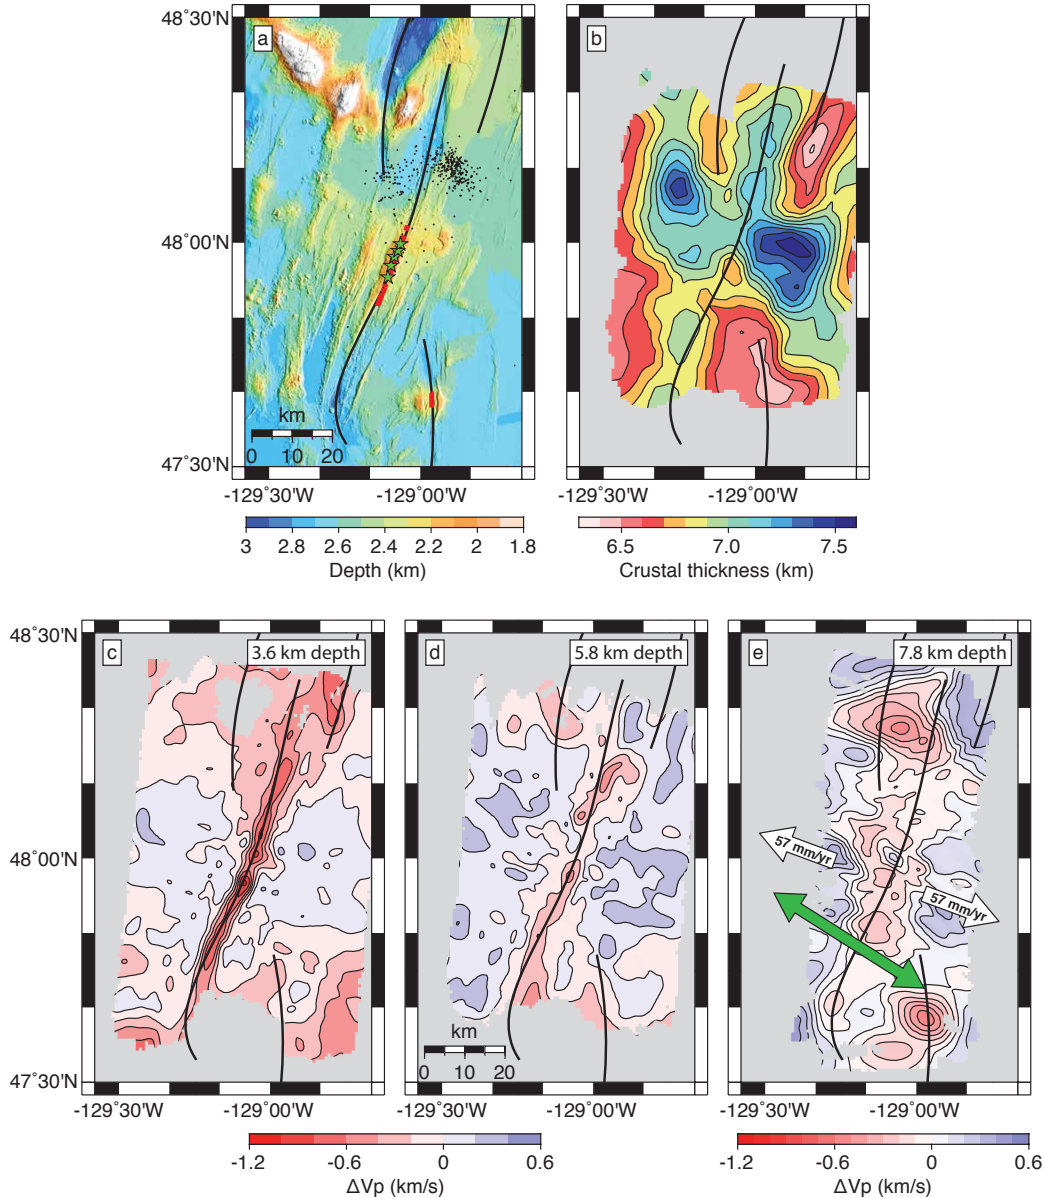 a
b
48˚30'N
48˚00'N
47˚30'N
km
0 10 20
-129˚30'W -129˚00'W
-129˚30'W -129˚00'W
3 2.8 2.6 2.4 2.2 2 1.8
Depth (km)
6.5 7.0 7.5
Crustal thickness (km)
48˚30'N
48˚00'N
47˚30'N
c
3.6 km depth
d
5.8 km depth
e
7.8 km depth
57 mm/yr
57 mm/yr
km
0 10 20
-129˚30'W -129˚00'W
-129˚30'W -129˚00'W
-129˚30'W -129˚00'W
-1.2 -0.6 0 0.6
ΔVp (km/s)
-1.2 -0.6 0 0.6
ΔVp (km/s)